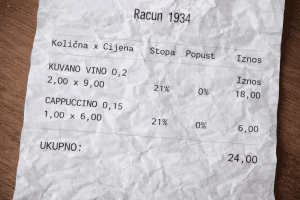 Racun 1934
Količna x Cijena Stopa Popust Iznos
KUVANO VINO 0,2 Iznos
2,00 x 9,00 21% 0% 18,00
CAPPUCCINO 0,15
1,00 x 6,00 21% 0% 6,00
UKUPNO: 24,00